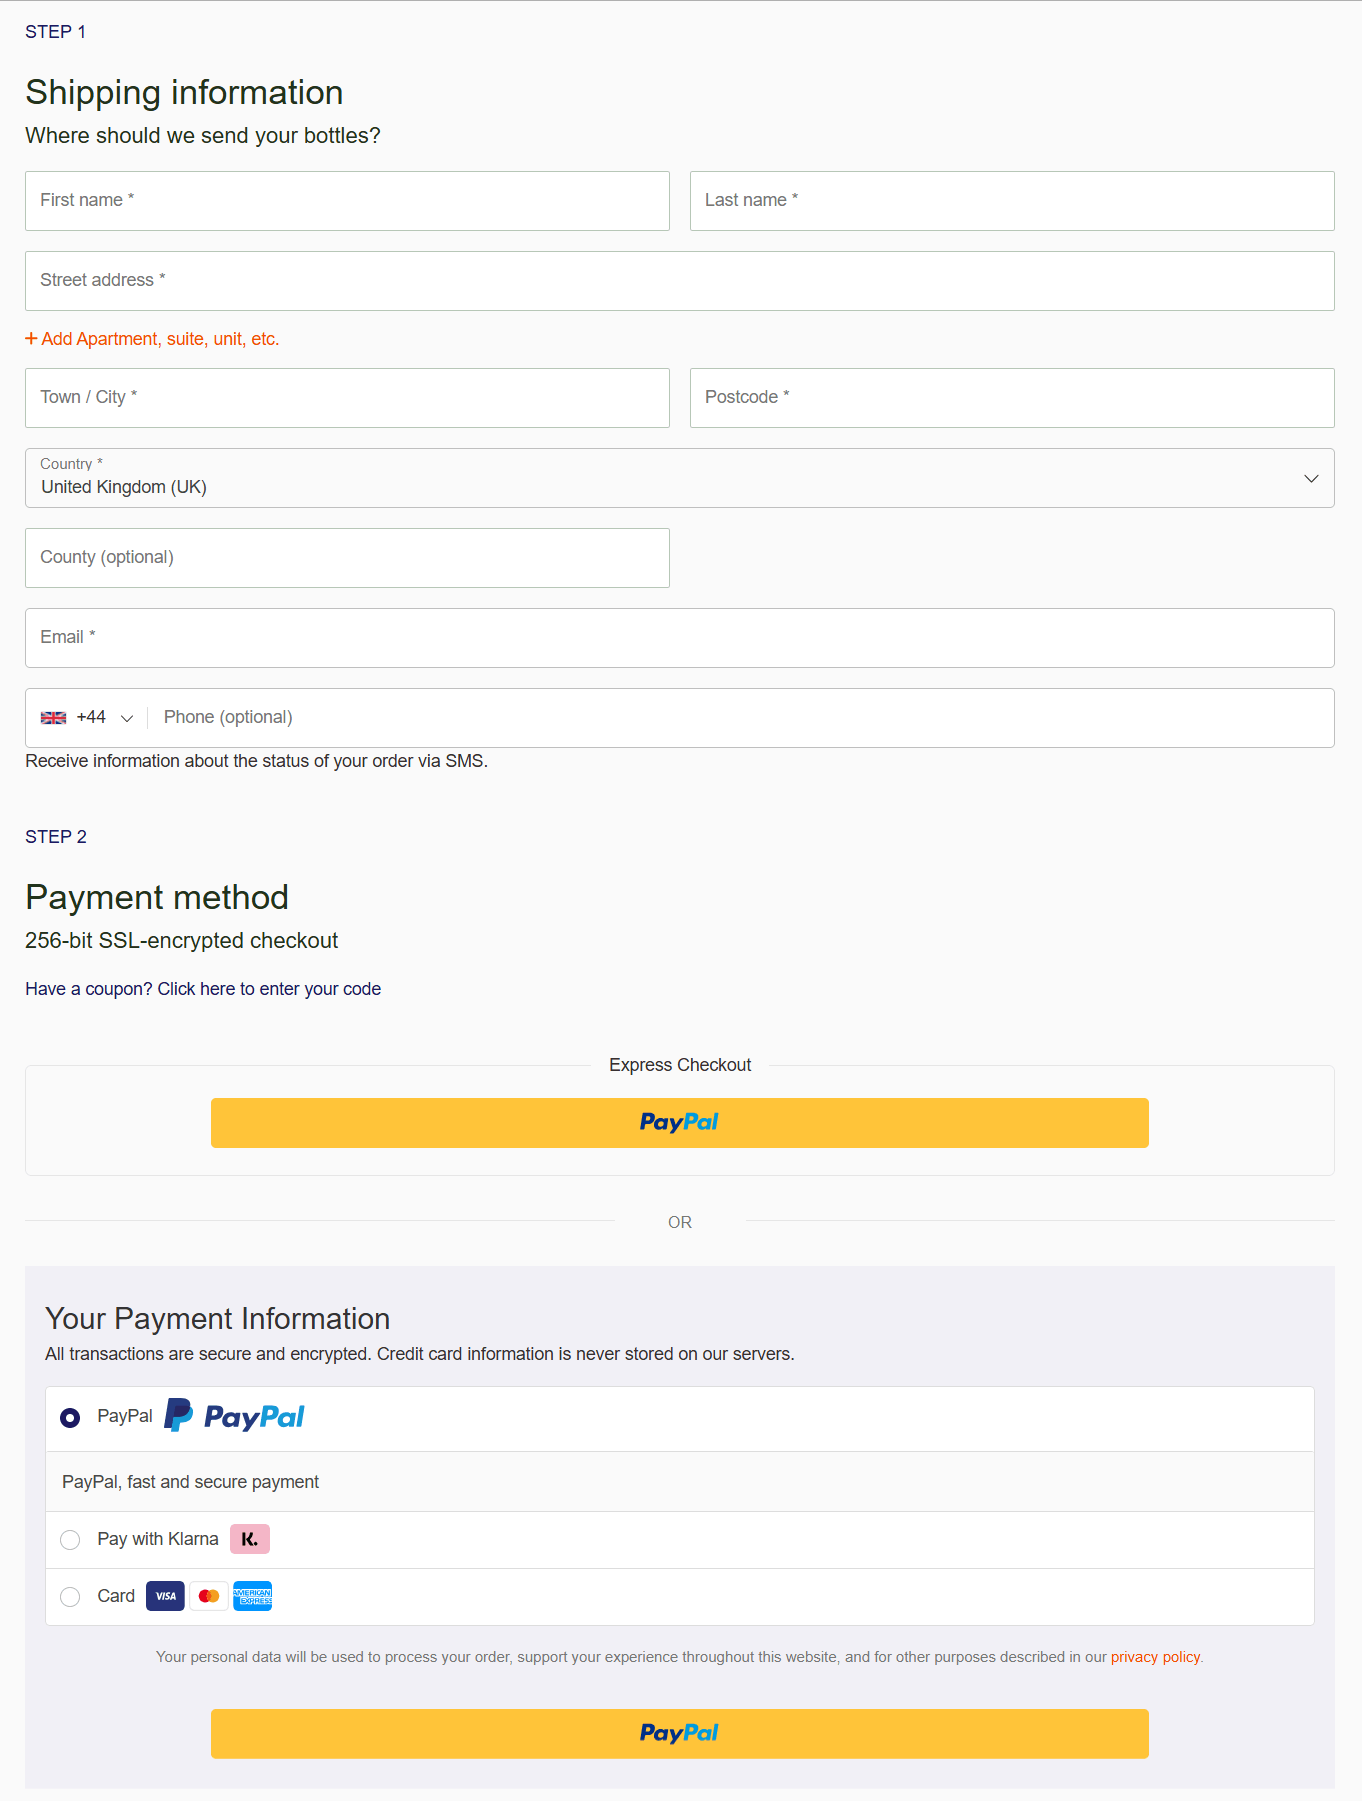 STEP 1
Shipping information
Where should we send your bottles?
First name *
Last name *
Street address *
+ Add Apartment, suite, unit, etc.
Town / City *
Postcode *
Country *
United Kingdom (UK)
County (optional)
Email *
+44 Phone (optional)
Receive information about the status of your order via SMS.
STEP 2
Payment method
256-bit SSL-encrypted checkout
Have a coupon? Click here to enter your code
Express Checkout
PayPal
OR
Your Payment Information
All transactions are secure and encrypted. Credit card information is never stored on our servers.
PayPal PayPal
PayPal, fast and secure payment
Pay with Klarna K.
Card VISA AMERICAN EXPRESS
Your personal data will be used to process your order, support your experience throughout this website, and for other purposes described in our privacy policy.
PayPal